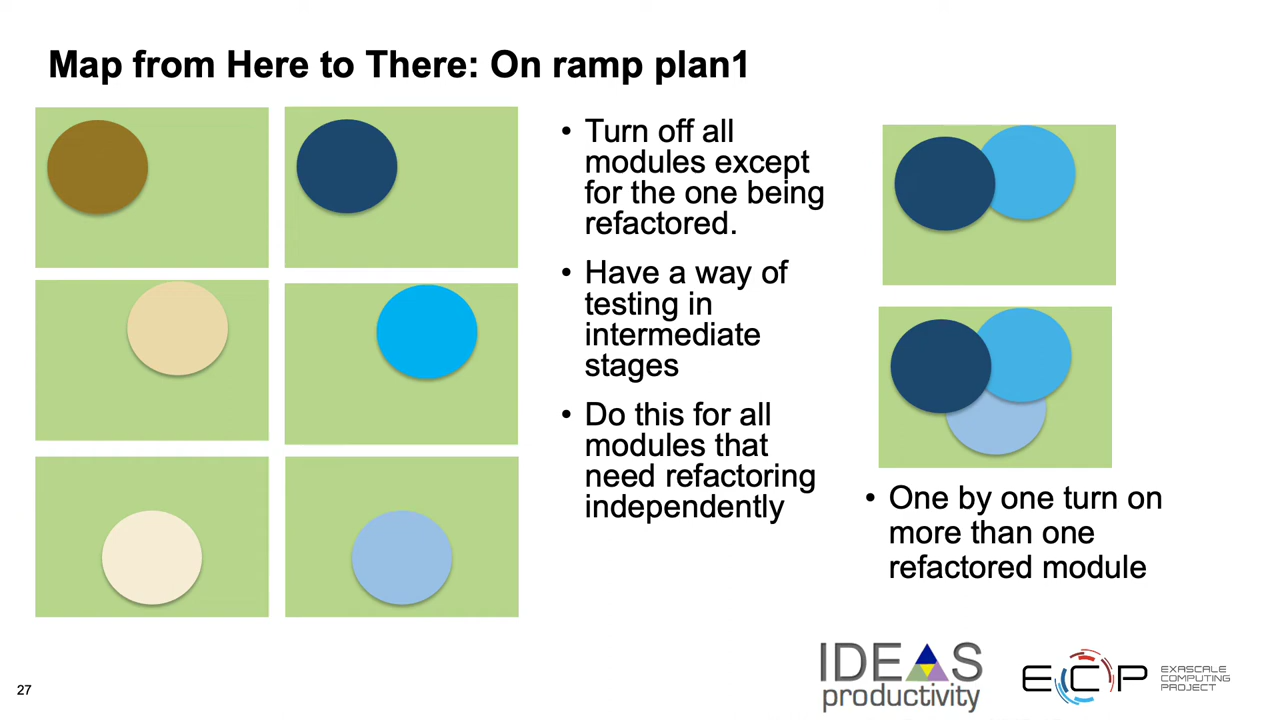 Map from Here to There: On ramp plan1
• Turn off all
modules except
for the one being
refactored.
• Have a way of
testing in
intermediate
stages
• Do this for all
modules that
need refactoring
independently
• One by one turn on
more than one
refactored module
27
IDEAS
productivity
ECP
EXASCALE
COMPUTING
PROJECT